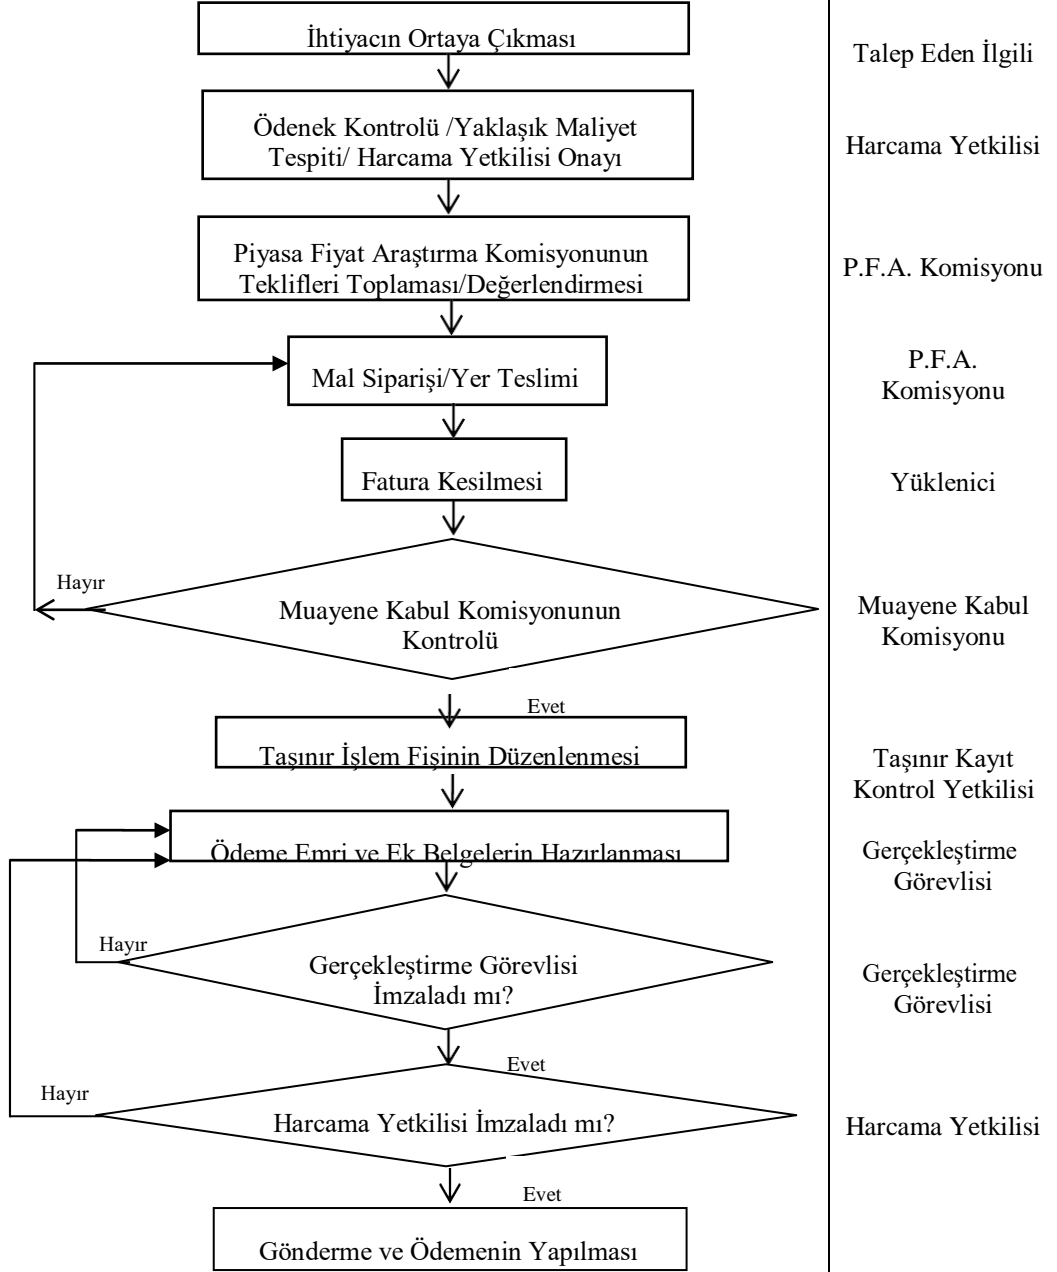 İhtiyacın Ortaya Çıkması
Talep Eden İlgili
Ödenek Kontrolü /Yaklaşık Maliyet
Tespiti/ Harcama Yetkilisi Onayı
Harcama Yetkilisi
Piyasa Fiyat Araştırma Komisyonunun
Teklifleri Toplaması/Değerlendirmesi
P.F.A. Komisyonu
Mal Siparişi/Yer Teslimi
P.F.A.
Komisyonu
Fatura Kesilmesi
Yüklenici
Hayır
Muayene Kabul Komisyonunun
Kontrolü
Muayene Kabul
Komisyonu
Evet
Taşınır İşlem Fişinin Düzenlenmesi
Taşınır Kayıt
Kontrol Yetkilisi
Ödeme Emri ve Ek Belgelerin Hazırlanması
Gerçekleştirme
Görevlisi
Hayır
Gerçekleştirme Görevlisi
İmzaladı mı?
Gerçekleştirme
Görevlisi
Evet
Hayır
Harcama Yetkilisi İmzaladı mı?
Harcama Yetkilisi
Evet
Gönderme ve Ödemenin Yapılması